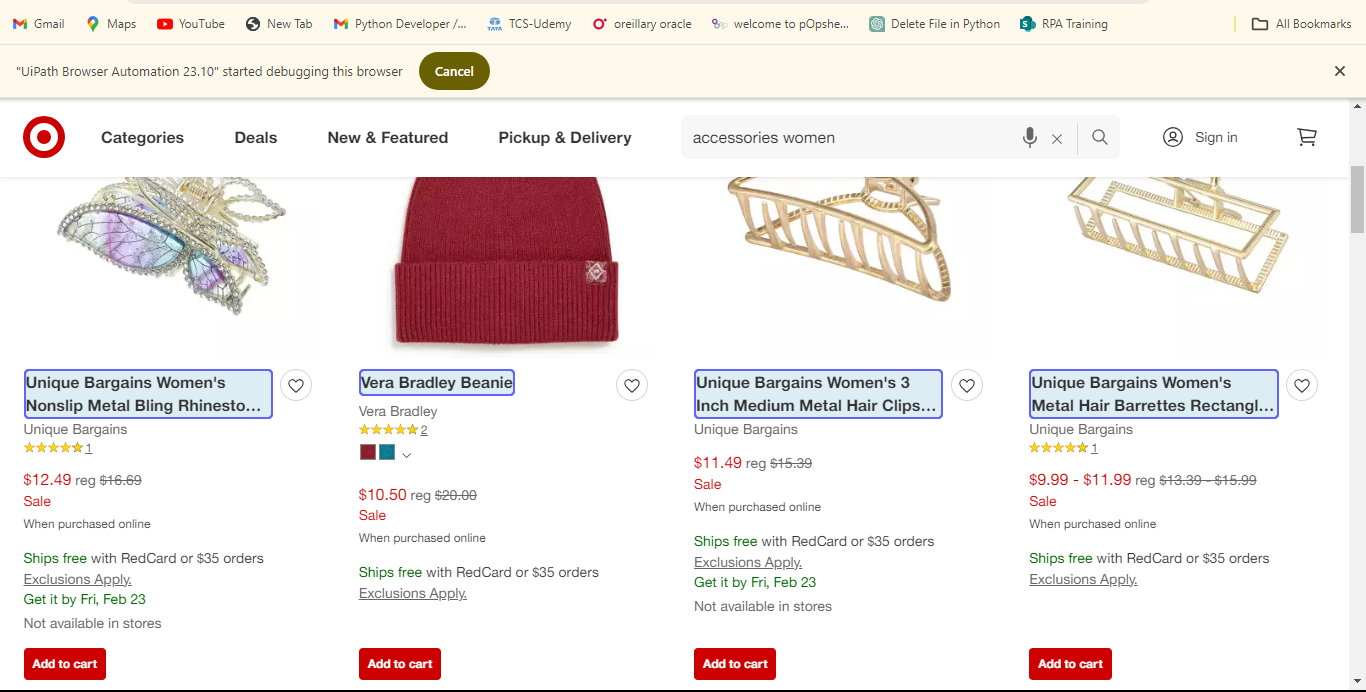 Gmail
Maps
YouTube
New Tab
Python Developer /...
TCS-Udemy
oreillary oracle
welcome to pOpshe...
Delete File in Python
RPA Training
All Bookmarks
"UiPath Browser Automation 23.10" started debugging this browser
Cancel
Categories
Deals
New & Featured
Pickup & Delivery
accessories women
Sign in
Unique Bargains Women's
Nonslip Metal Bling Rhinesto...
Unique Bargains
1
$12.49 reg $16.69
Sale
When purchased online
Ships free with RedCard or $35 orders
Exclusions Apply.
Get it by Fri, Feb 23
Not available in stores
Add to cart
Vera Bradley Beanie
Vera Bradley
2
$10.50 reg $20.00
Sale
When purchased online
Ships free with RedCard or $35 orders
Exclusions Apply.
Add to cart
Unique Bargains Women's 3
Inch Medium Metal Hair Clips...
Unique Bargains
$11.49 reg $15.39
Sale
When purchased online
Ships free with RedCard or $35 orders
Exclusions Apply.
Get it by Fri, Feb 23
Not available in stores
Add to cart
Unique Bargains Women's
Metal Hair Barrettes Rectangl...
Unique Bargains
1
$9.99 - $11.99 reg $13.39 - $15.99
Sale
When purchased online
Ships free with RedCard or $35 orders
Exclusions Apply.
Add to cart